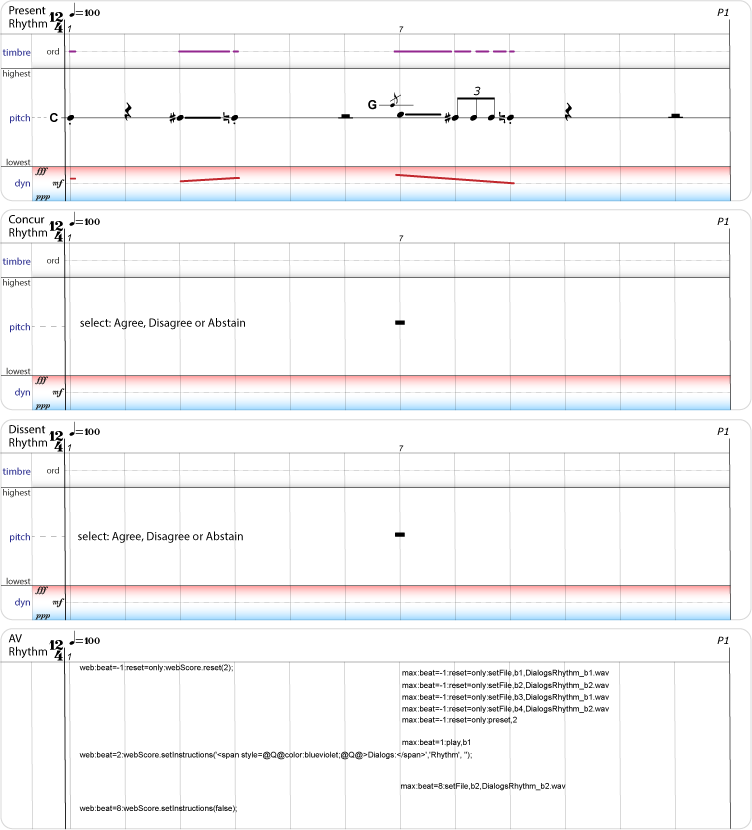 Present Rhythm 12/4 ♩=100 P1
1 7
timbre ord
highest
pitch C G 3
lowest
dyn fff mf ppp
Concur Rhythm 12/4 ♩=100 P1
1 7
timbre ord
highest
select: Agree, Disagree or Abstain
pitch
lowest
dyn fff mf ppp
Dissent Rhythm 12/4 ♩=100 P1
1 7
timbre ord
highest
pitch select: Agree, Disagree or Abstain
lowest
dyn fff mf ppp
AV Rhythm 12/4 ♩=100 P1
1 7
web:beat=-1:reset=only:webScore.reset(2);
max:beat=-1:reset=only:setFile,b1,DialogsRhythm_b1.wav
max:beat=-1:reset=only:setFile,b2,DialogsRhythm_b2.wav
max:beat=-1:reset=only:setFile,b3,DialogsRhythm_b1.wav
max:beat=-1:reset=only:setFile,b4,DialogsRhythm_b2.wav
max:beat=-1:reset=only:preset,2
max:beat=1:play,b1
web:beat=2:webScore.setInstructions('<span style=@Q@color:blueviolet;@Q@>Dialogs:</span>','Rhythm', '');
max:beat=8:setFile,b2,DialogsRhythm_b2.wav
web:beat=8:webScore.setInstructions(false);